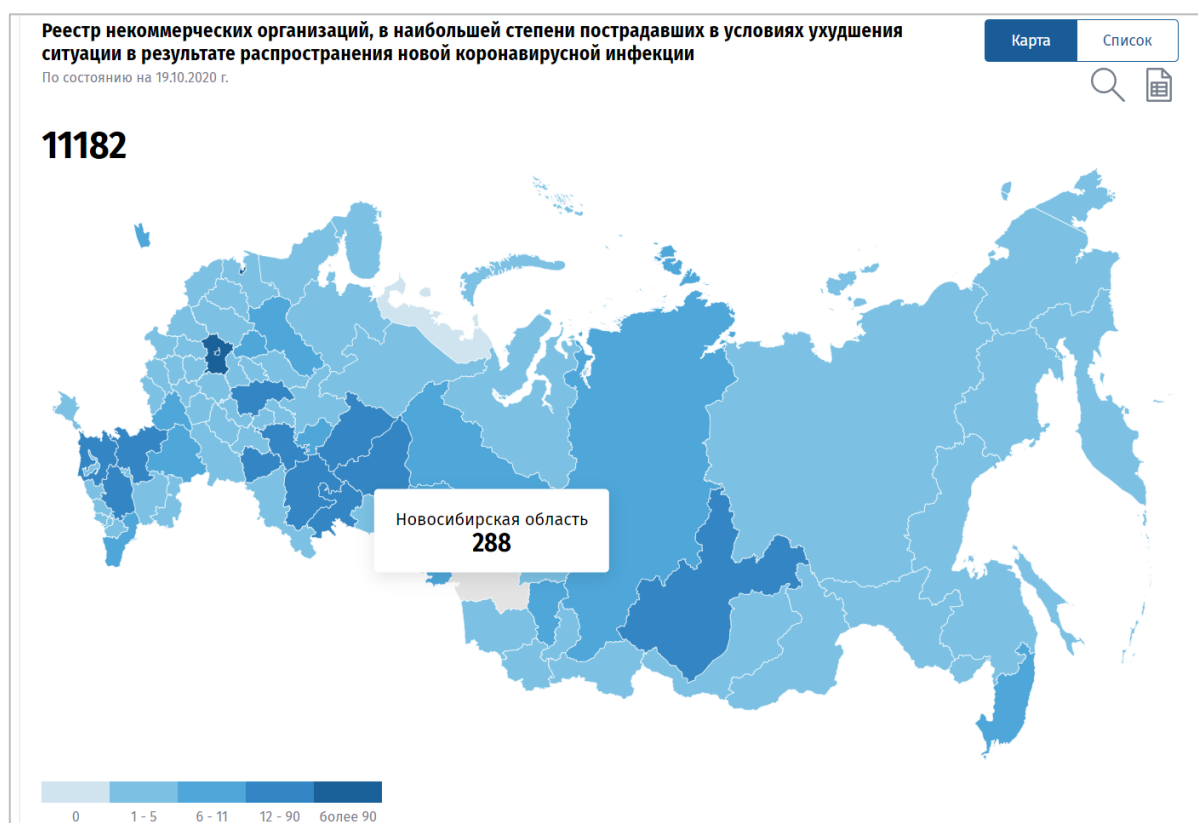 Реестр некоммерческих организаций, в наибольшей степени пострадавших в условиях ухудшения
ситуации в результате распространения новой коронавирусной инфекции
По состоянию на 19.10.2020 г.
Карта Список
11182
Новосибирская область
288
0 1 - 5 6 - 11 12 - 90 более 90